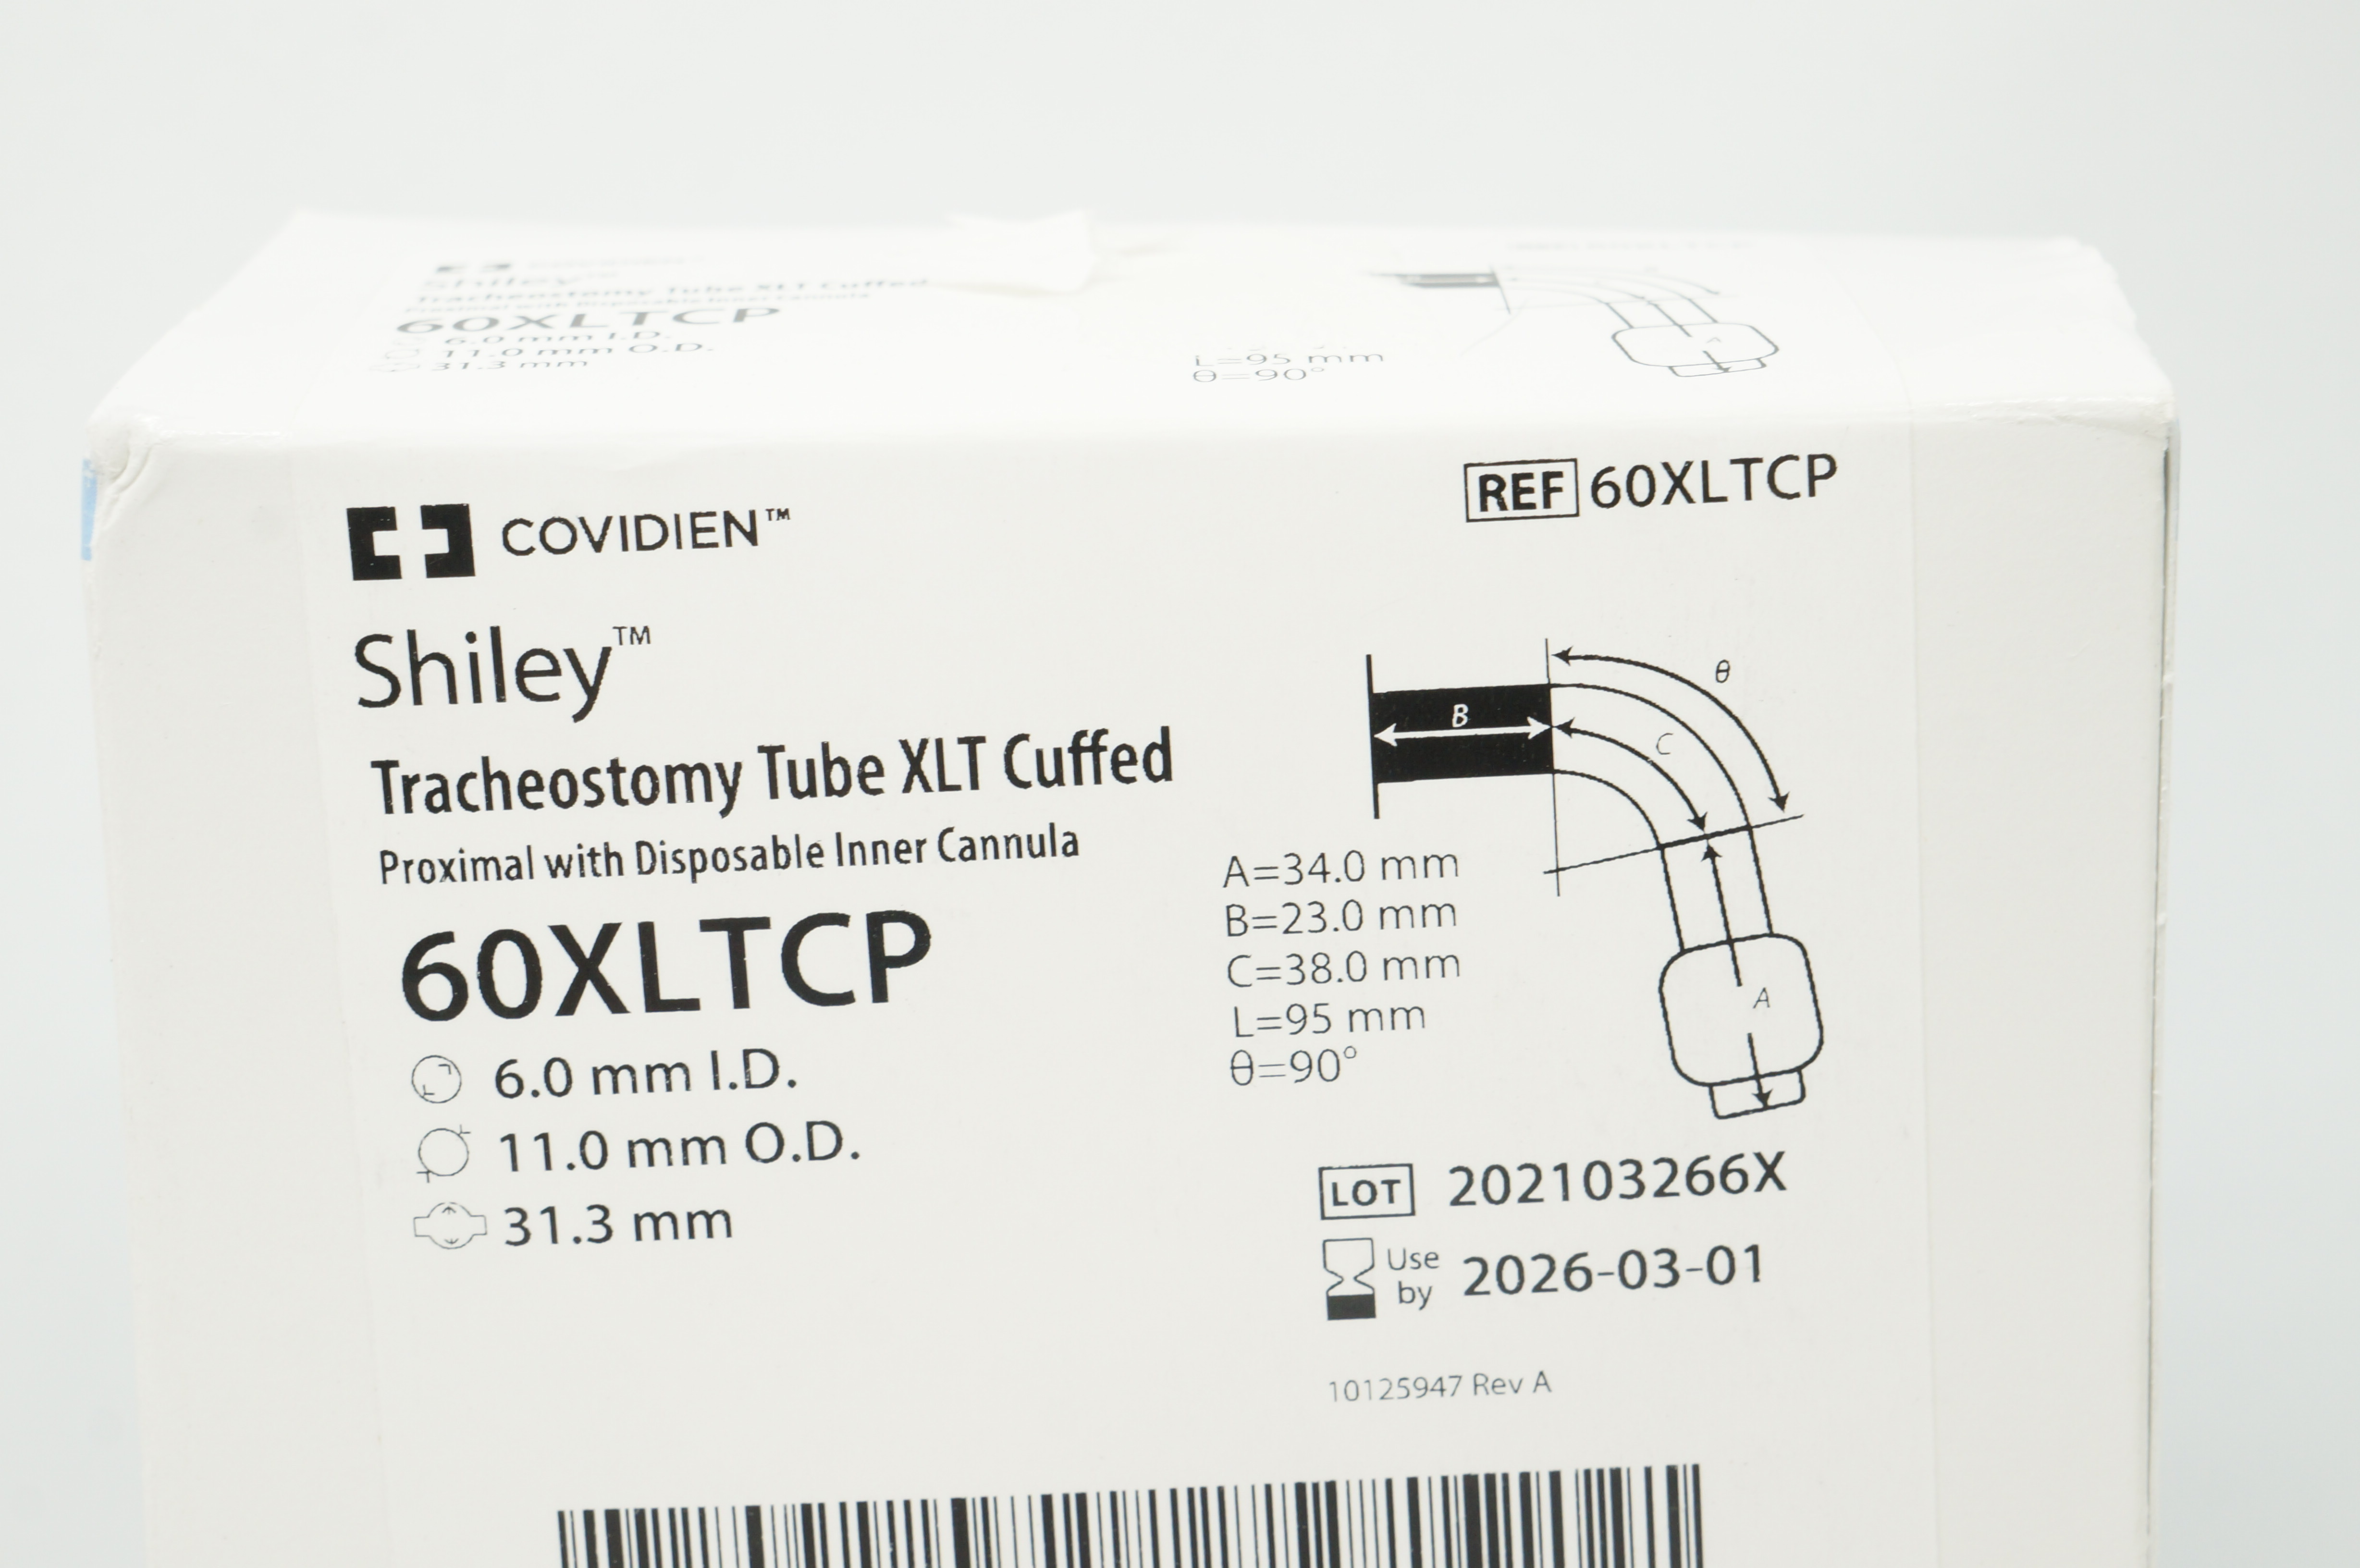 Shiley
Tracheostomy Tube XLT Cuffed
60XLTCP
6.0 mm I.D.
11.0 mm O.D.
31.3 mm
L=95 mm
θ=90°
COVIDIEN™
REF 60XLTCP
Shiley™
Tracheostomy Tube XLT Cuffed
Proximal with Disposable Inner Cannula
60XLTCP
6.0 mm I.D.
11.0 mm O.D.
31.3 mm
θ
B
C
A
A=34.0 mm
B=23.0 mm
C=38.0 mm
L=95 mm
θ=90°
LOT 202103266X
Use by 2026-03-01
10125947 Rev A